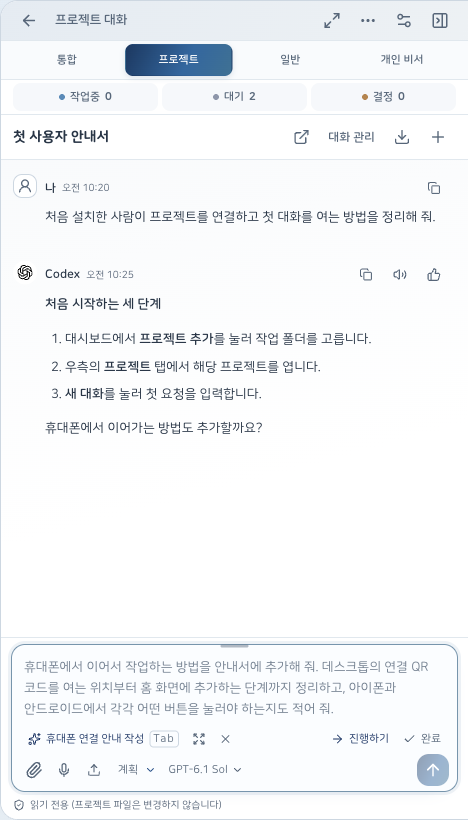 프로젝트 대화
통합 프로젝트 일반 개인 비서
작업중 0 대기 2 결정 0
첫 사용자 안내서 대화 관리
나 오전 10:20
처음 설치한 사람이 프로젝트를 연결하고 첫 대화를 여는 방법을 정리해 줘.
Codex 오전 10:25
처음 시작하는 세 단계
1. 대시보드에서 프로젝트 추가를 눌러 작업 폴더를 고릅니다.
2. 우측의 프로젝트 탭에서 해당 프로젝트를 엽니다.
3. 새 대화를 눌러 첫 요청을 입력합니다.
휴대폰에서 이어가는 방법도 추가할까요?
휴대폰에서 이어서 작업하는 방법을 안내서에 추가해 줘. 데스크톱의 연결 QR
코드를 여는 위치부터 홈 화면에 추가하는 단계까지 정리하고, 아이폰과
안드로이드에서 각각 어떤 버튼을 눌러야 하는지도 적어 줘.
휴대폰 연결 안내 작성 Tab 진행하기 완료
계획 GPT-6.1 Sol
읽기 전용 (프로젝트 파일은 변경하지 않습니다)